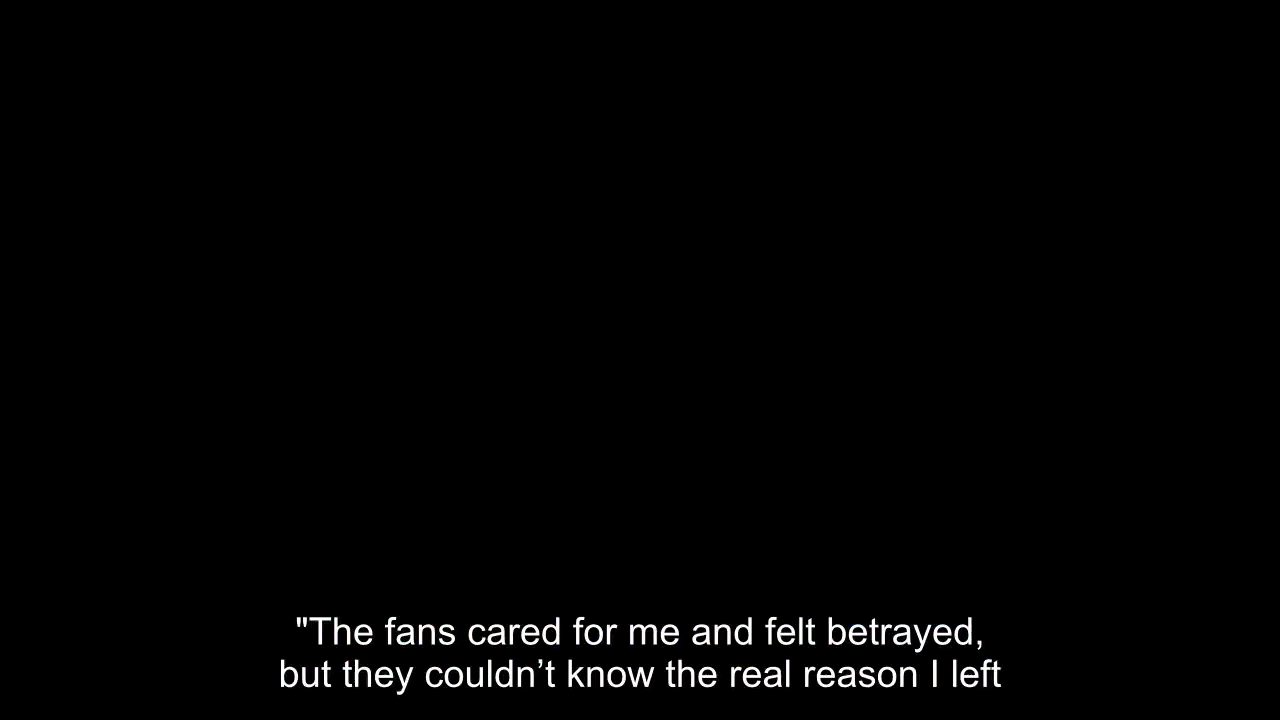 "The fans cared for me and felt betrayed,
but they couldn’t know the real reason I left